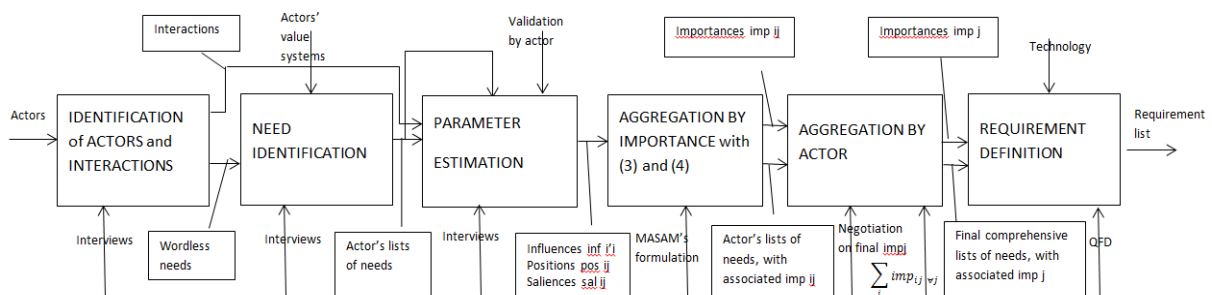 Interactions
Actors'
value
systems
Validation
by actor
Importances imp ij
Importances imp j
Technology
Actors
IDENTIFICATION
of ACTORS and
INTERACTIONS
NEED
IDENTIFICATION
PARAMETER
ESTIMATION
AGGREGATION BY
IMPORTANCE with
(3) and (4)
AGGREGATION BY
ACTOR
REQUIREMENT
DEFINITION
Requirement
list
Interviews
Wordless
needs
Interviews
Actor's lists
of needs
Interviews
Influences inf i'i
Positions pos ij
Saliences sal ij
MASAM's
formulation
Actor's lists of
needs, with
associated imp ij
Negotiation
on final impj
∑ imp ij ∀j
i
Final comprehensive
lists of needs, with
associated imp j
QFD